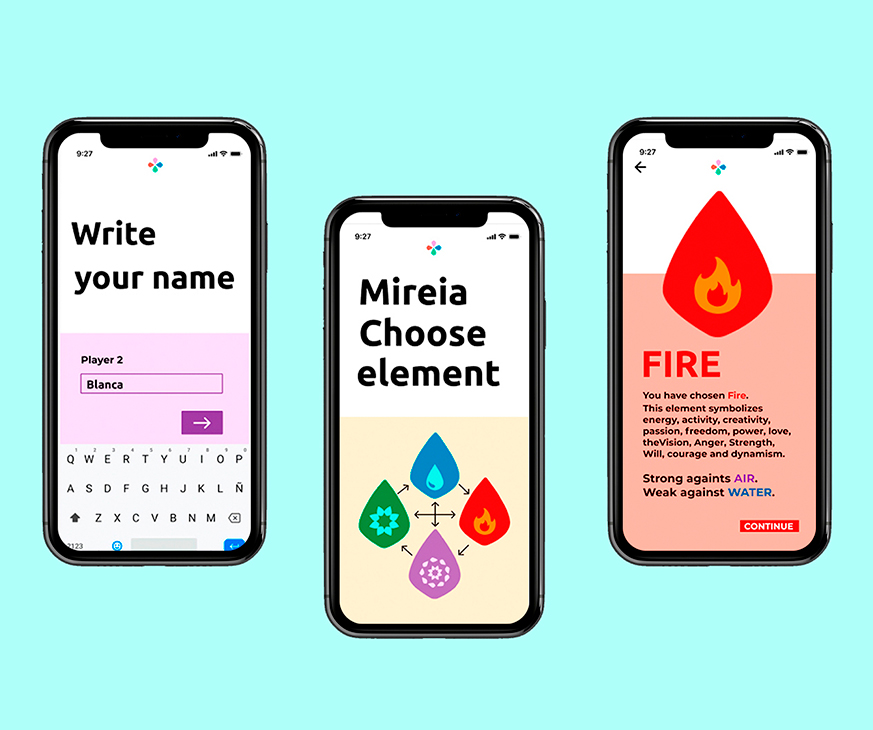 9:27
Write
your name
Player 2
Blanca
Q W E R T Y U I O P
A S D F G H J K L Ñ
Z X C V B N M
9:27
Mireia
Choose
element
9:27
FIRE
You have chosen Fire.
This element symbolizes
energy, activity, creativity,
passion, freedom, power, love,
theVision, Anger, Strength,
Will, courage and dynamism.
Strong againts AIR.
Weak against WATER.
CONTINUE